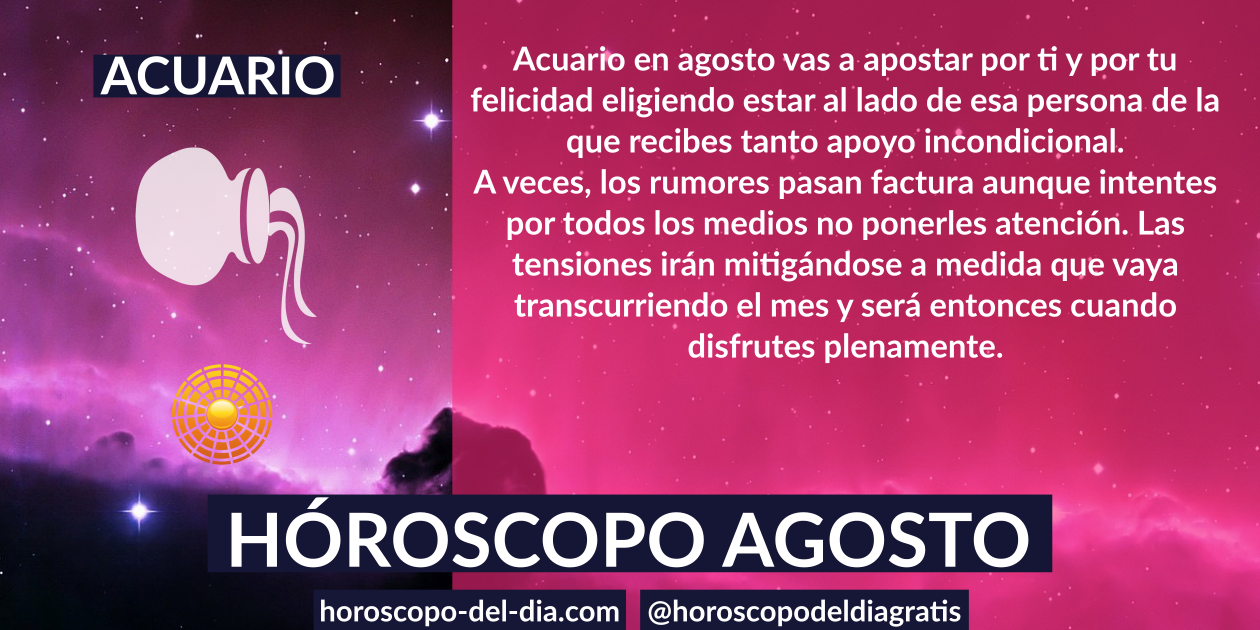 ACUARIO
Acuario en agosto vas a apostar por ti y por tu
felicidad eligiendo estar al lado de esa persona de la
que recibes tanto apoyo incondicional.
A veces, los rumores pasan factura aunque intentes
por todos los medios no ponerles atención. Las
tensiones irán mitigándose a medida que vaya
transcurriendo el mes y será entonces cuando
disfrutes plenamente.
HÓROSCOPO AGOSTO
horoscopo-del-dia.com
@horoscopodeldiagratis